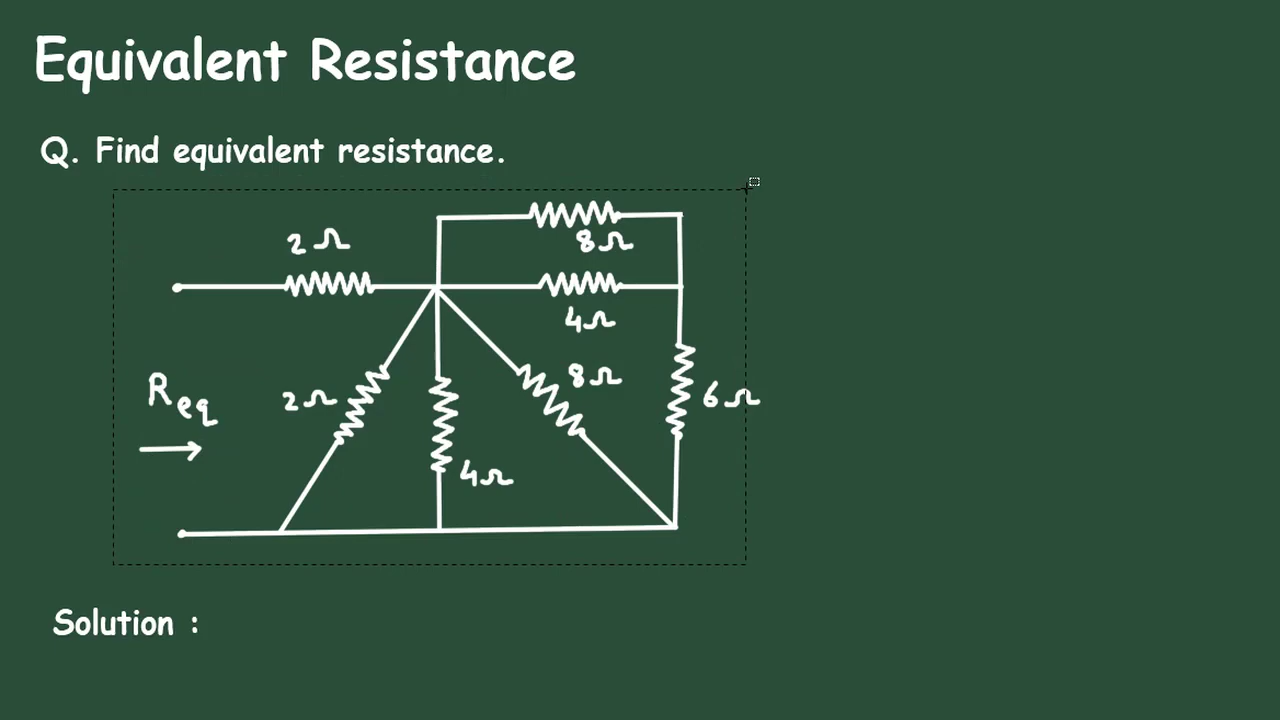 Equivalent Resistance
Q. Find equivalent resistance.
8Ω
2Ω
4Ω
8Ω
2Ω
6Ω
Req
4Ω
Solution :